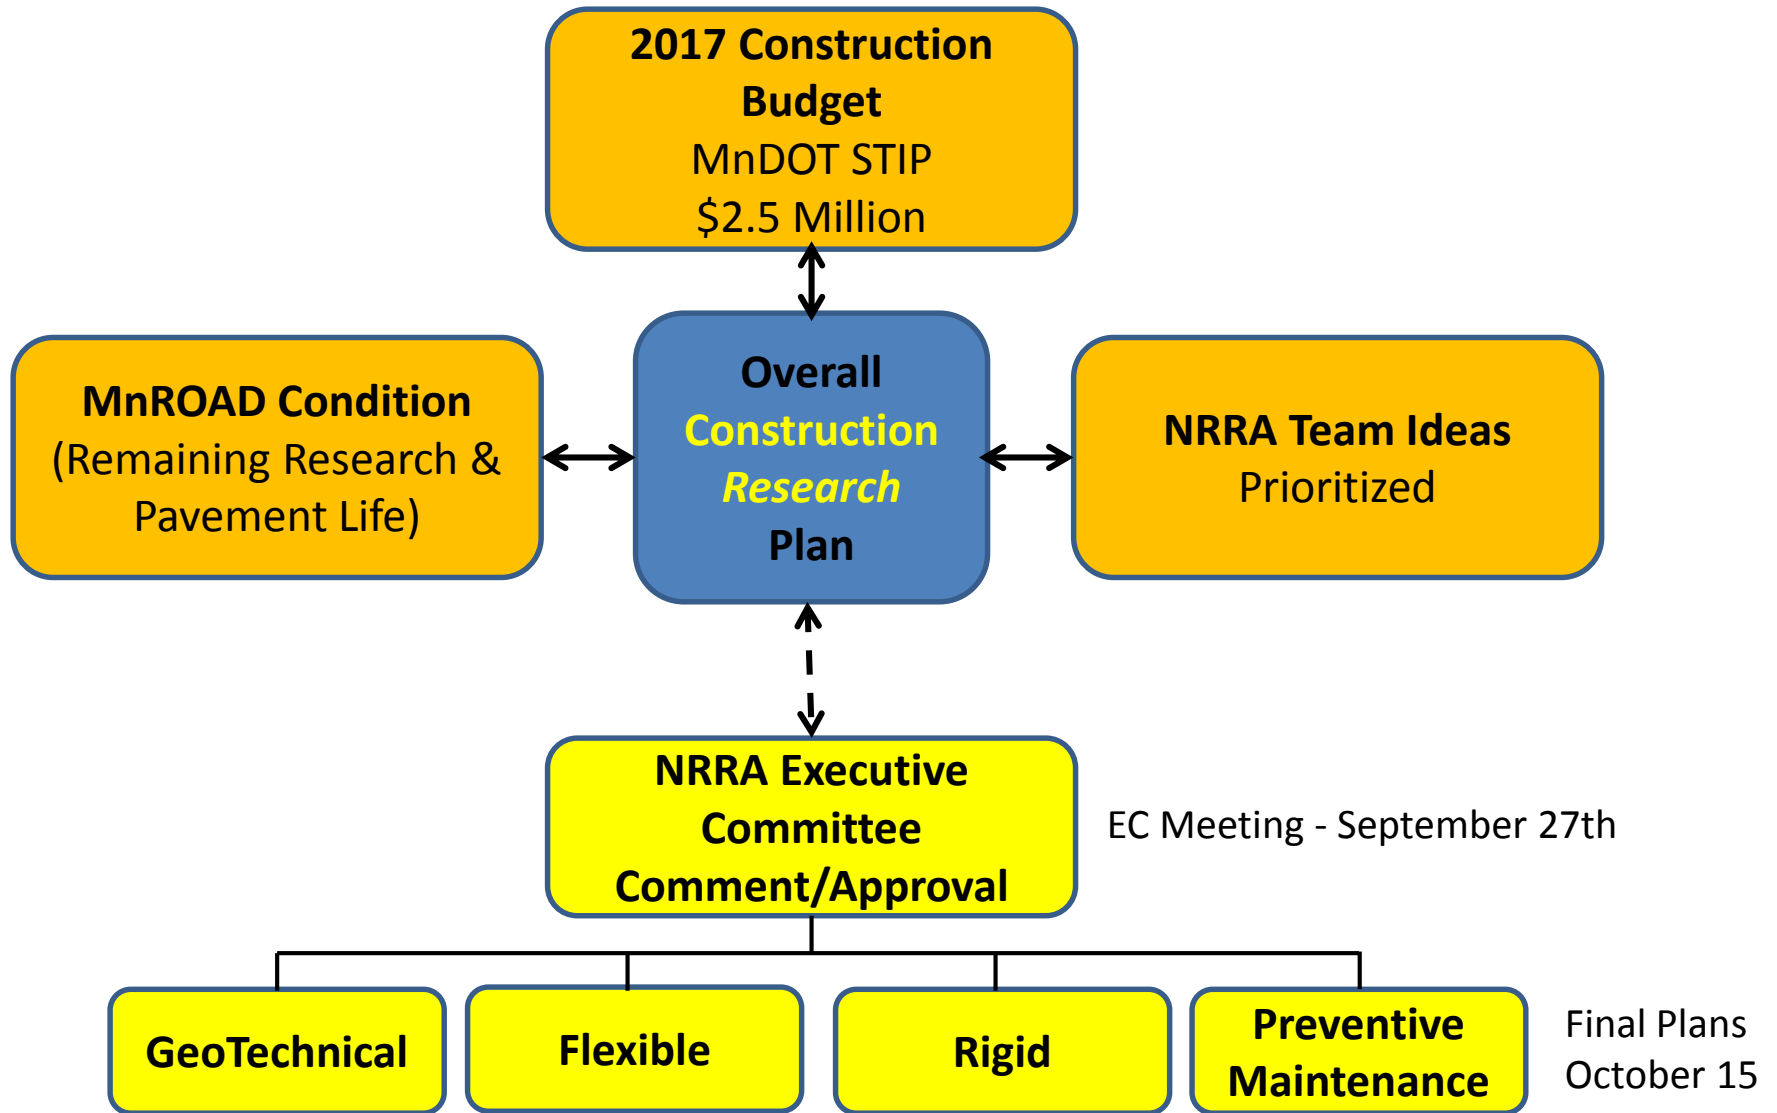 2017 Construction
Budget
MnDOT STIP
$2.5 Million
MnROAD Condition
(Remaining Research &
Pavement Life)
Overall
Construction
Research
Plan
NRRA Team Ideas
Prioritized
NRRA Executive
Committee
Comment/Approval
EC Meeting - September 27th
GeoTechnical
Flexible
Rigid
Preventive
Maintenance
Final Plans
October 15